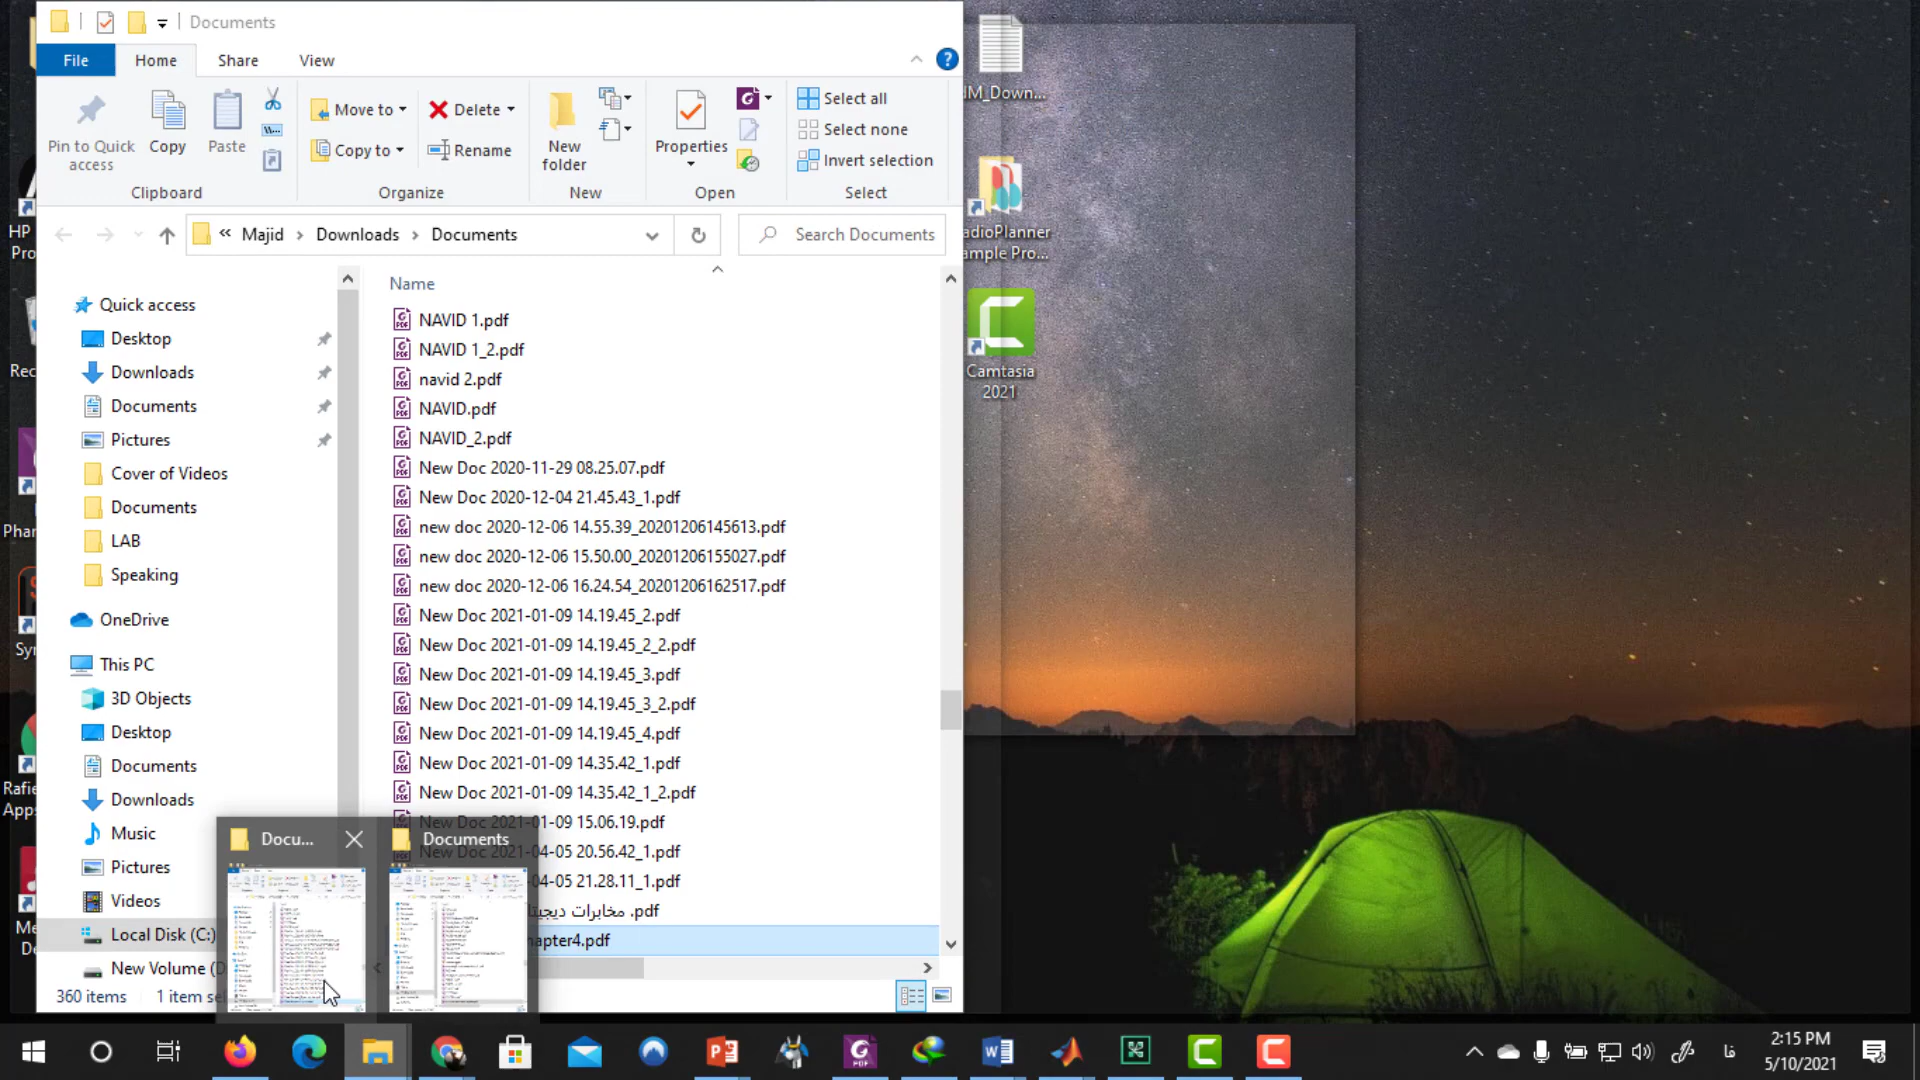 Documents
File
Home
Share
View
Pin to Quick access
Copy
Paste
Move to
Copy to
Delete
Rename
New folder
Properties
Select all
Select none
Invert selection
Clipboard
Organize
New
Open
Select
« Majid › Downloads › Documents
Search Documents
Name
Quick access
Desktop
Downloads
Documents
Pictures
Cover of Videos
Documents
LAB
Speaking
OneDrive
This PC
3D Objects
Desktop
Documents
Downloads
Music
Pictures
Videos
Local Disk (C:)
New Volume (D
NAVID 1.pdf
NAVID 1_2.pdf
navid 2.pdf
NAVID.pdf
NAVID_2.pdf
New Doc 2020-11-29 08.25.07.pdf
New Doc 2020-12-04 21.45.43_1.pdf
new doc 2020-12-06 14.55.39_20201206145613.pdf
new doc 2020-12-06 15.50.00_20201206155027.pdf
new doc 2020-12-06 16.24.54_20201206162517.pdf
New Doc 2021-01-09 14.19.45_2.pdf
New Doc 2021-01-09 14.19.45_2_2.pdf
New Doc 2021-01-09 14.19.45_3.pdf
New Doc 2021-01-09 14.19.45_3_2.pdf
New Doc 2021-01-09 14.19.45_4.pdf
New Doc 2021-01-09 14.35.42_1.pdf
New Doc 2021-01-09 14.35.42_1_2.pdf
New Doc 2021-01-09 15.06.19.pdf
New Doc 2021-04-05 20.56.42_1.pdf
04-05 21.28.11_1.pdf
مخابرات دیجیتا .pdf
hapter4.pdf
360 items
1 item se
Docu...
Documents
HP
Pro
Rec
Phan
Syn
Rafie
Apps
Me
De
IM_Down...
adioPlanner
ample Pro...
Camtasia
2021
فا
2:15 PM
5/10/2021